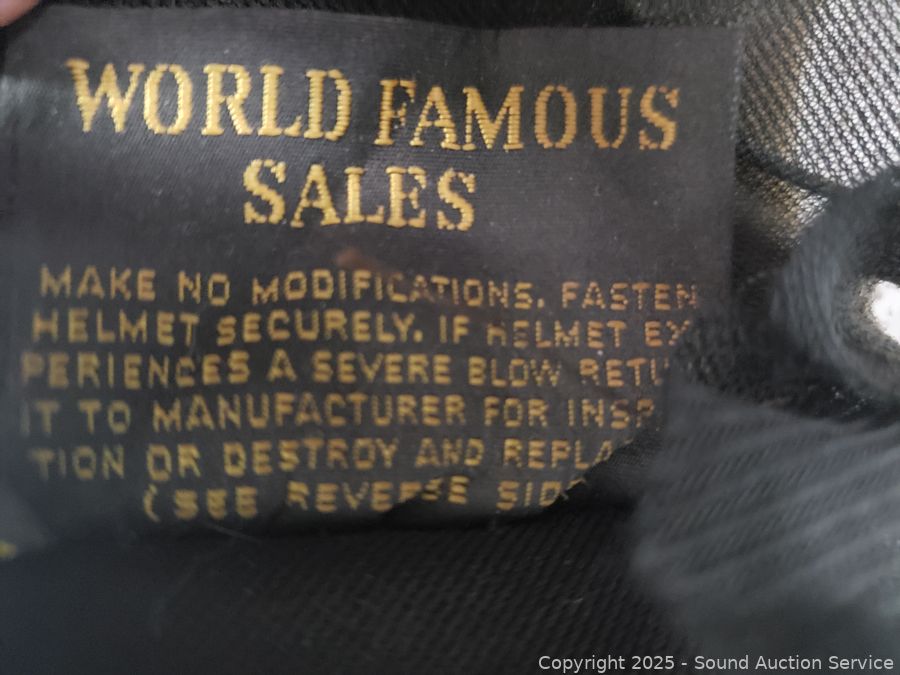 WORLD FAMOUS
SALES
MAKE NO MODIFICATIONS. FASTEN
HELMET SECURELY. IF HELMET EX
PERIENCES A SEVERE BLOW RETU
IT TO MANUFACTURER FOR INSP
TION OR DESTROY AND REPLA
(SEE REVERSE SIDE
Copyright © 2025 - Sound Auction Service